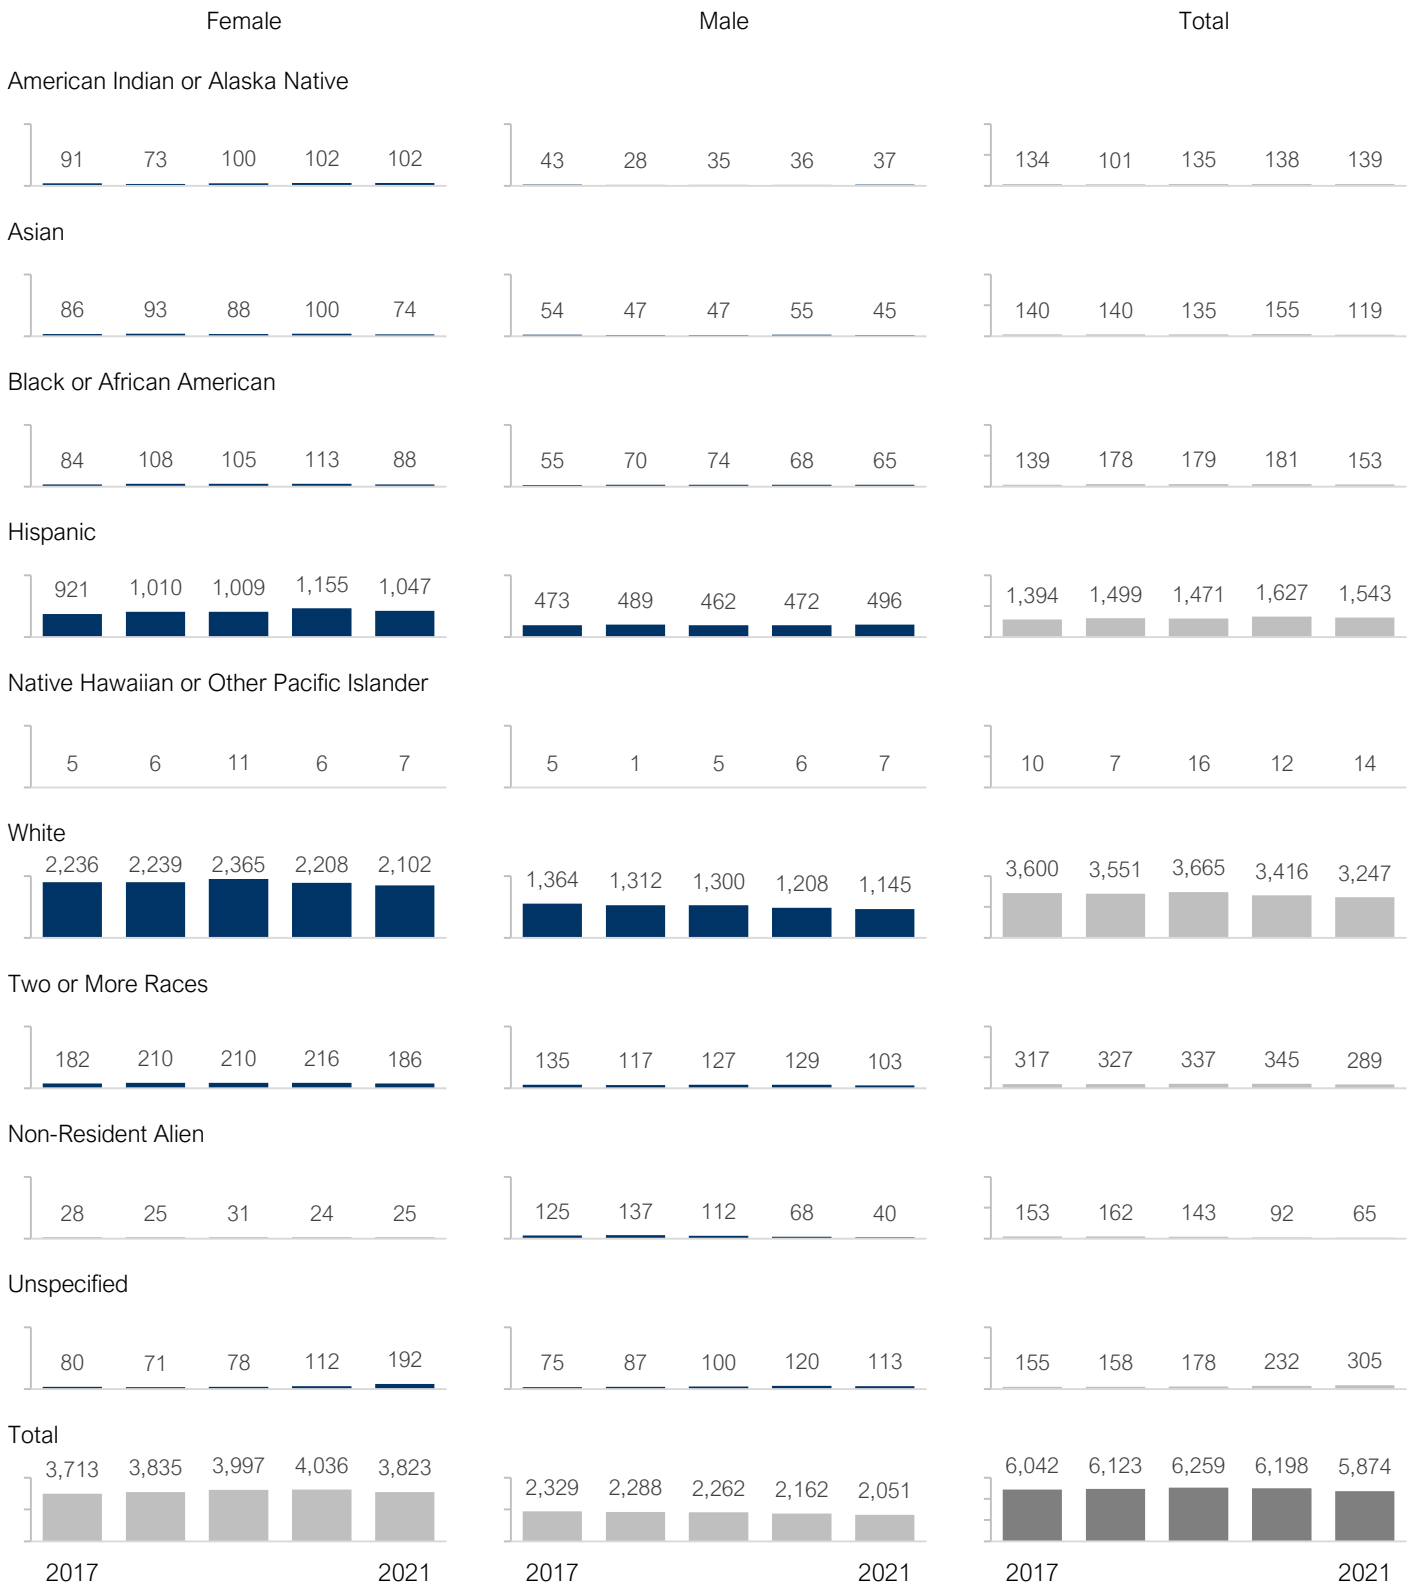 Female Male Total
American Indian or Alaska Native
91 73 100 102 102 43 28 35 36 37 134 101 135 138 139
Asian
86 93 88 100 74 54 47 47 55 45 140 140 135 155 119
Black or African American
84 108 105 113 88 55 70 74 68 65 139 178 179 181 153
Hispanic
921 1,010 1,009 1,155 1,047 473 489 462 472 496 1,394 1,499 1,471 1,627 1,543
Native Hawaiian or Other Pacific Islander
5 6 11 6 7 5 1 5 6 7 10 7 16 12 14
White
2,236 2,239 2,365 2,208 2,102 1,364 1,312 1,300 1,208 1,145 3,600 3,551 3,665 3,416 3,247
Two or More Races
182 210 210 216 186 135 117 127 129 103 317 327 337 345 289
Non-Resident Alien
28 25 31 24 25 125 137 112 68 40 153 162 143 92 65
Unspecified
80 71 78 112 192 75 87 100 120 113 155 158 178 232 305
Total
3,713 3,835 3,997 4,036 3,823 2,329 2,288 2,262 2,162 2,051 6,042 6,123 6,259 6,198 5,874
2017 2021 2017 2021 2017 2021